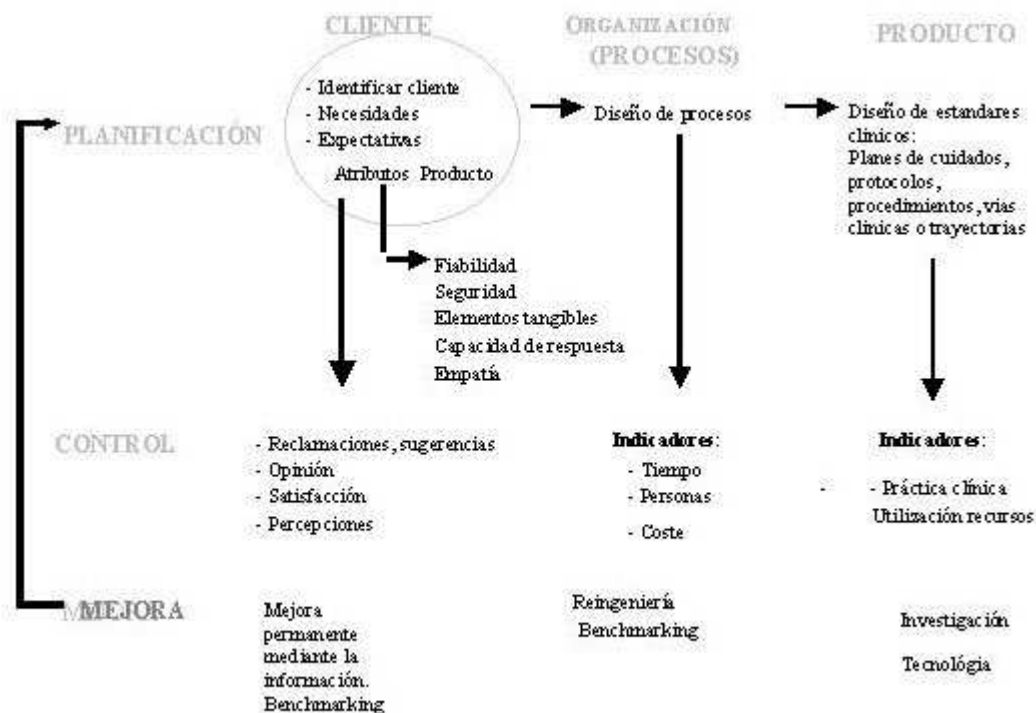 CLIENTE
ORGANIZACIÓN
(PROCESOS)
PRODUCTO
PLANIFICACIÓN
- Identificar cliente
- Necesidades
- Expectativas
Atributos Producto
Diseño de procesos
Diseño de estandares
clínicos:
Planes de cuidados,
protocolos,
procedimientos, vias
clinicas o trayectorias
Fiabilidad
Seguridad
Elementos tangibles
Capacidad de respuesta
Empatía
CONTROL
- Reclamaciones, sugerencias
- Opinión
- Satisfacción
- Percepciones
Indicadores:
- Tiempo
- Personas
- Coste
Indicadores:
- - Práctica clínica
Utilización recursos
MEJORA
Mejora
permanente
mediante la
información.
Benchmarking
Reingeniería
Benchmarking
Investigación
Tecnológia